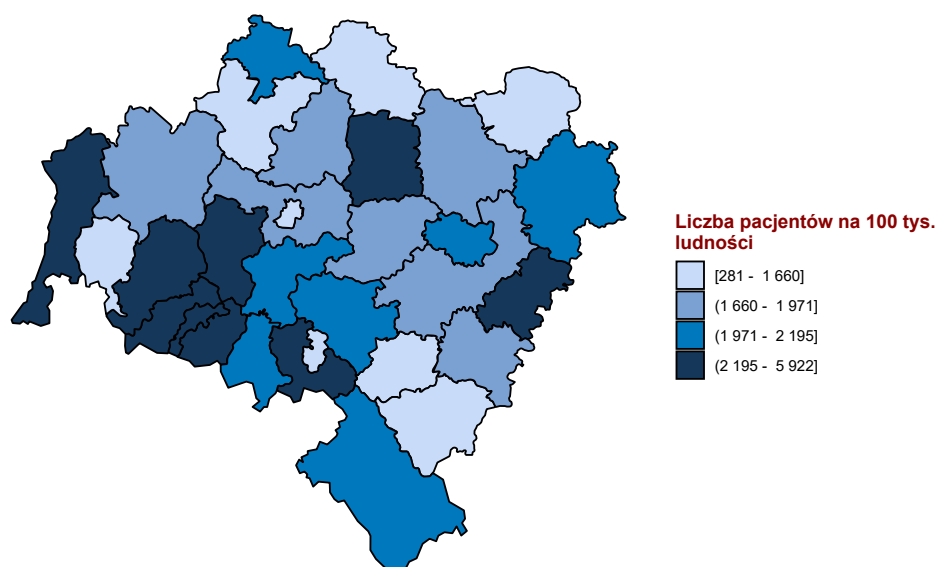 Liczba pacjentów na 100 tys.
ludności
[281 - 1 660]
(1 660 - 1 971]
(1 971 - 2 195]
(2 195 - 5 922]